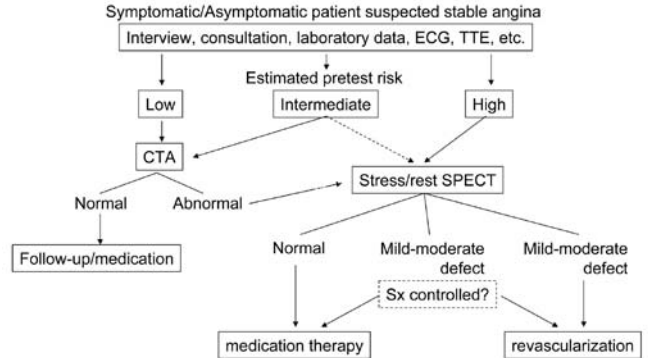 Symptomatic/Asymptomatic patient suspected stable angina
Interview, consultation, laboratory data, ECG, TTE, etc.
Estimated pretest risk
Low
Intermediate
High
CTA
Stress/rest SPECT
Normal
Abnormal
Follow-up/medication
Normal
Mild-moderate
defect
Mild-moderate
defect
Sx controlled?
medication therapy
revascularization